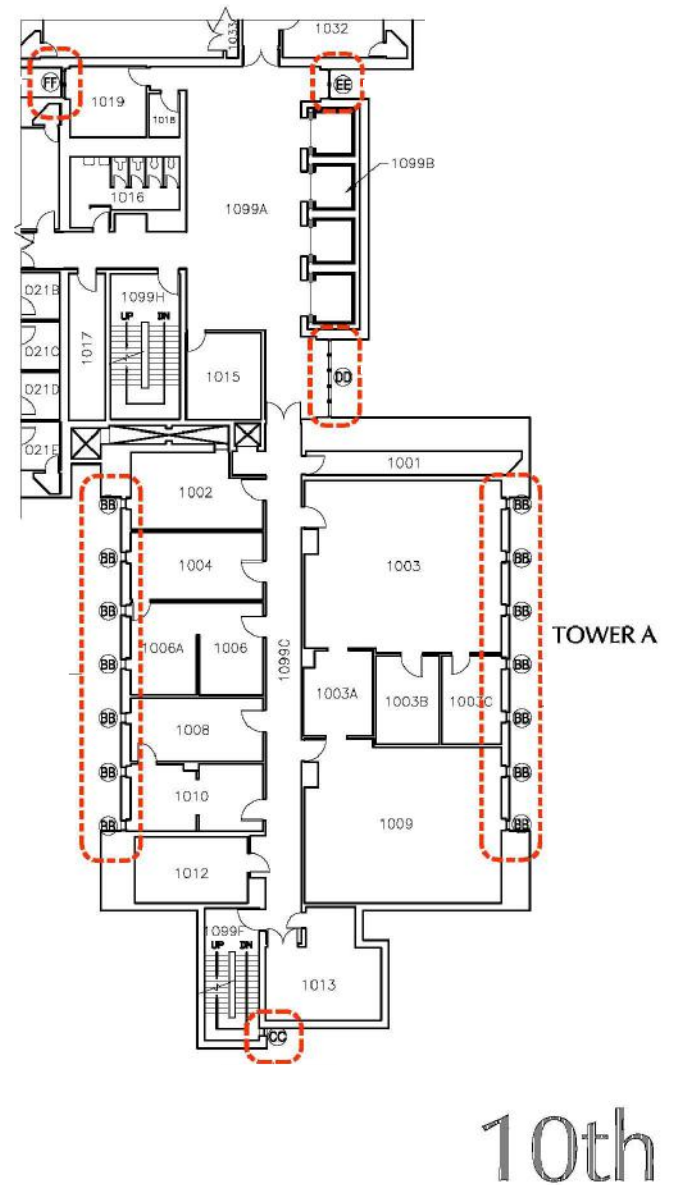 1033
1032
FF
EE
1019
1018
1099B
1016
1099A
D21B
1099H
UP DN
D21C
1017
1015
DD
D21D
D21E
1001
1002
BB
BB
BB
BB
1004
1003
BB
BB
TOWER A
1006A
1006
1099C
BB
BB
1003A
1003B
1003C
BB
BB
1008
BB
BB
1010
1009
BB
BB
1012
1099F
UP DN
1013
CC
10th